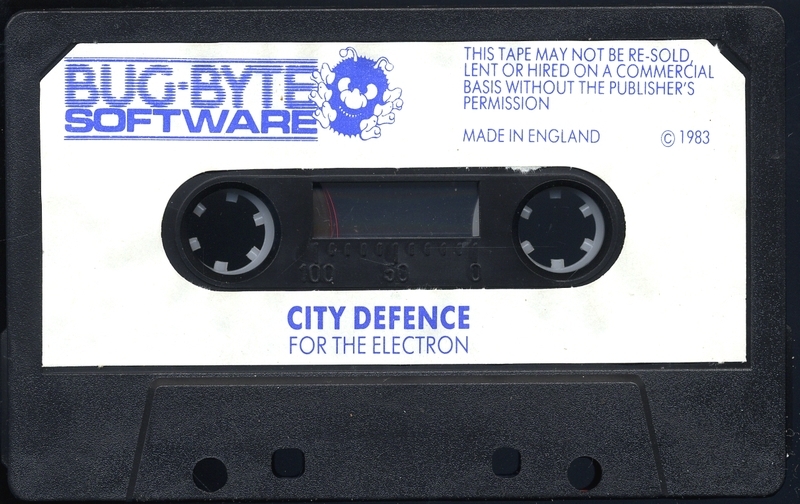 BUG-BYTE
SOFTWARE
THIS TAPE MAY NOT BE RE-SOLD,
LENT OR HIRED ON A COMMERCIAL
BASIS WITHOUT THE PUBLISHER'S
PERMISSION
MADE IN ENGLAND © 1983
100 50 0
CITY DEFENCE
FOR THE ELECTRON